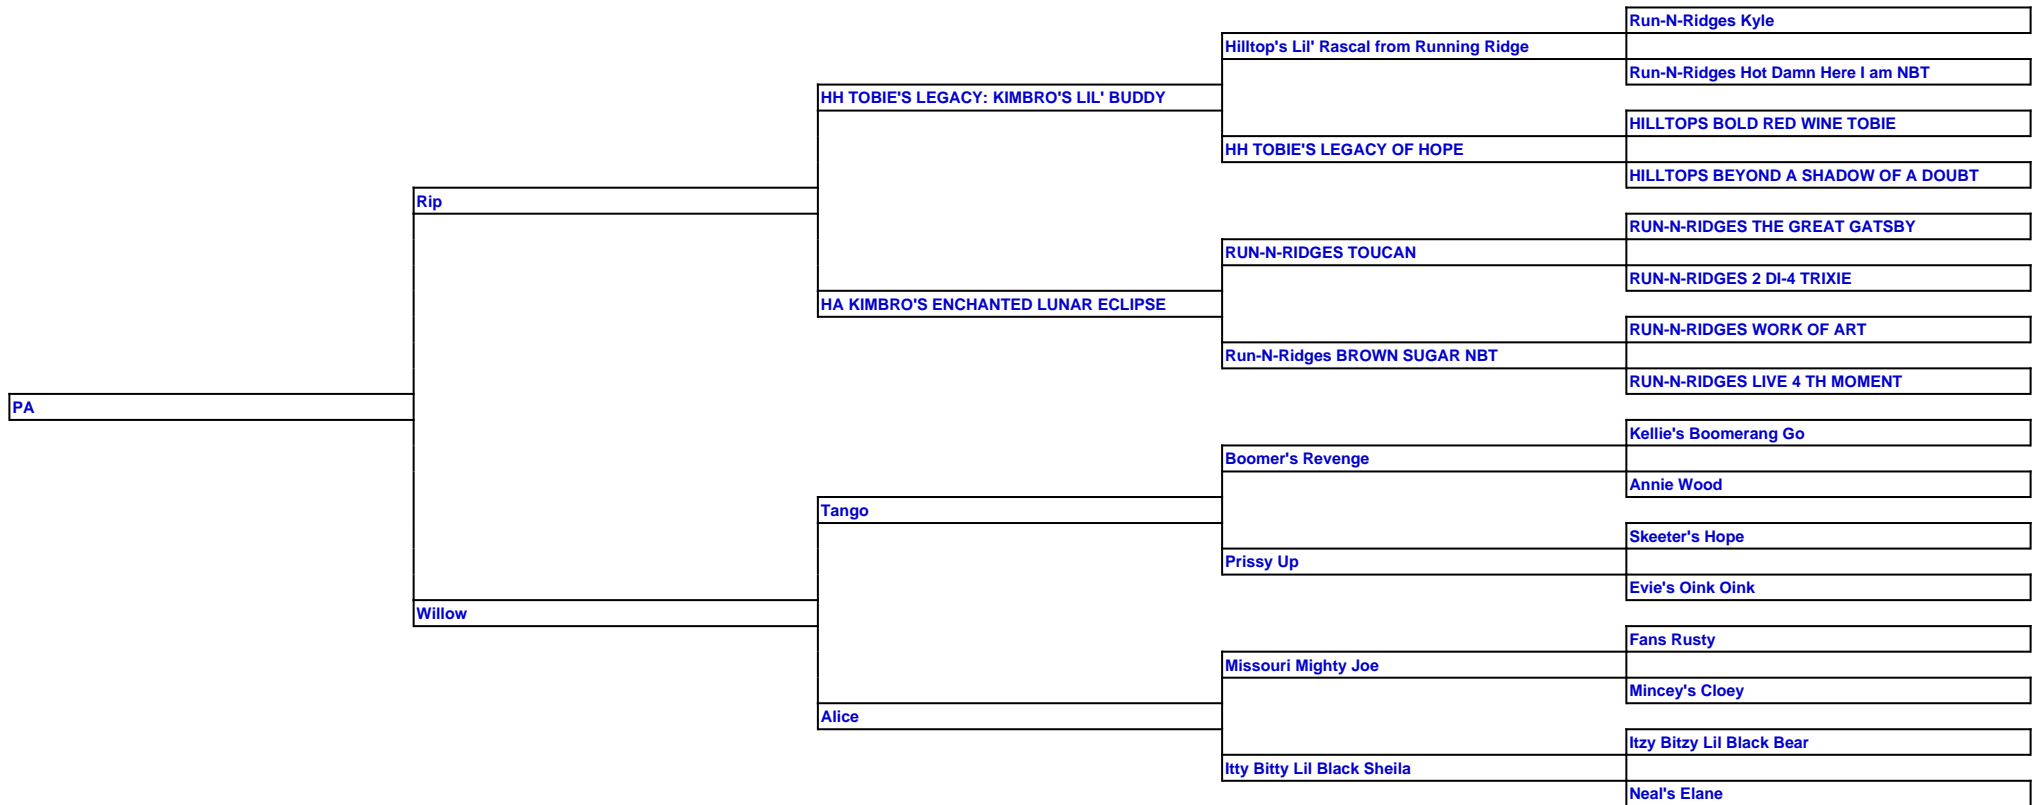 Run-N-Ridges Kyle
Hilltop's Lil' Rascal from Running Ridge
Run-N-Ridges Hot Damn Here I am NBT
HH TOBIE'S LEGACY: KIMBRO'S LIL' BUDDY
HILLTOPS BOLD RED WINE TOBIE
HH TOBIE'S LEGACY OF HOPE
HILLTOPS BEYOND A SHADOW OF A DOUBT
Rip
RUN-N-RIDGES THE GREAT GATSBY
RUN-N-RIDGES TOUCAN
RUN-N-RIDGES 2 DI-4 TRIXIE
HA KIMBRO'S ENCHANTED LUNAR ECLIPSE
RUN-N-RIDGES WORK OF ART
Run-N-Ridges BROWN SUGAR NBT
RUN-N-RIDGES LIVE 4 TH MOMENT
PA
Kellie's Boomerang Go
Boomer's Revenge
Annie Wood
Tango
Skeeter's Hope
Prissy Up
Evie's Oink Oink
Willow
Fans Rusty
Missouri Mighty Joe
Mincey's Cloey
Alice
Itzy Bitzy Lil Black Bear
Itty Bitty Lil Black Sheila
Neal's Elane